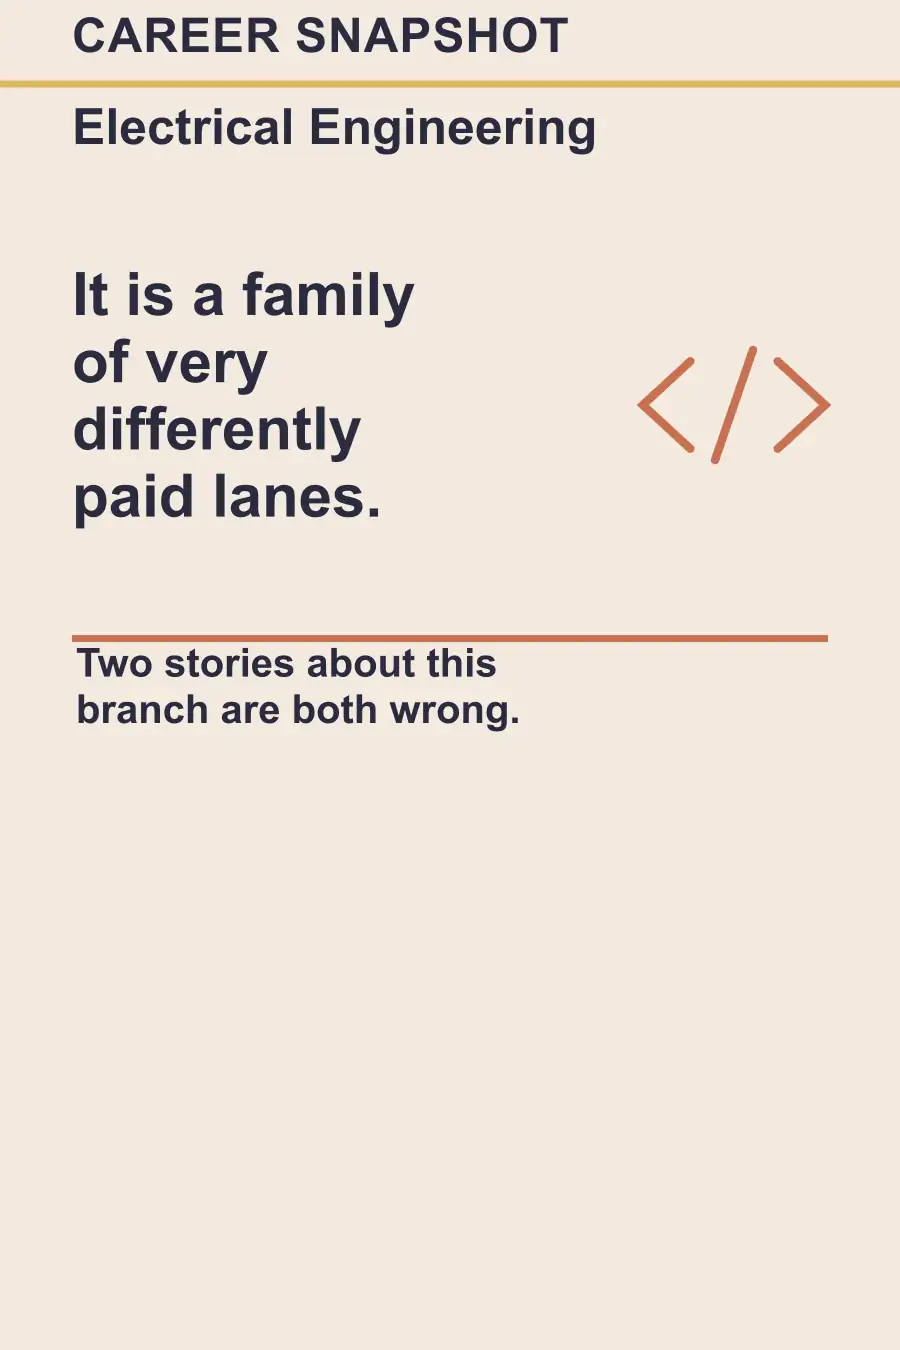 CAREER SNAPSHOT
Electrical Engineering
It is a family
of very
differently
paid lanes.
Two stories about this
branch are both wrong.